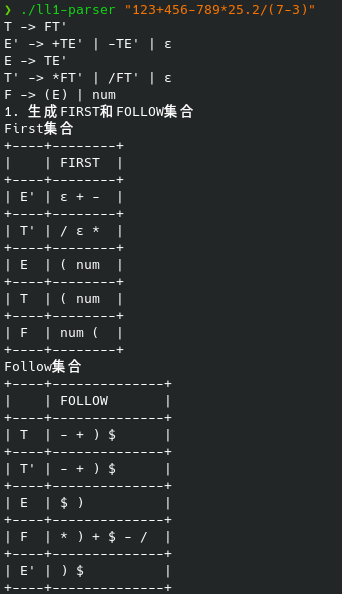 ❯ ./ll1-parser "123+456-789*25.2/(7-3)"
T -> FT'
E' -> +TE' | -TE' | ε
E -> TE'
T' -> *FT' | /FT' | ε
F -> (E) | num
1. 生成FIRST和FOLLOW集合
First集合
+----+--------+
|    | FIRST  |
+----+--------+
| E' | ε + -  |
+----+--------+
| T' | / ε *  |
+----+--------+
| E  | ( num  |
+----+--------+
| T  | ( num  |
+----+--------+
| F  | num (  |
+----+--------+
Follow集合
+----+--------------+
|    | FOLLOW       |
+----+--------------+
| T  | - + ) $      |
+----+--------------+
| T' | - + ) $      |
+----+--------------+
| E  | $ )          |
+----+--------------+
| F  | * ) + $ - /  |
+----+--------------+
| E' | ) $          |
+----+--------------+